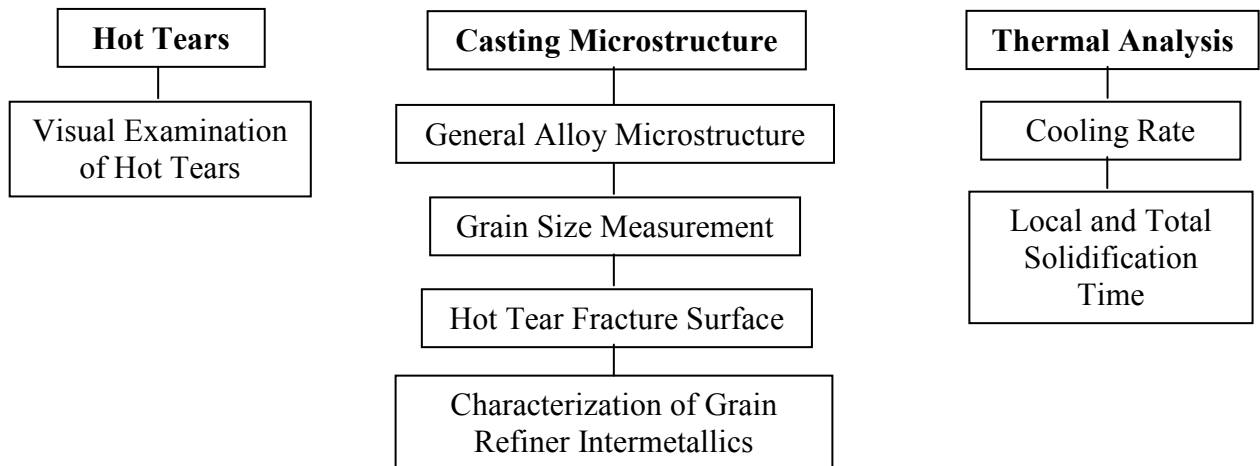 Hot Tears
Visual Examination
of Hot Tears
Casting Microstructure
General Alloy Microstructure
Grain Size Measurement
Hot Tear Fracture Surface
Characterization of Grain
Refiner Intermetallics
Thermal Analysis
Cooling Rate
Local and Total
Solidification
Time